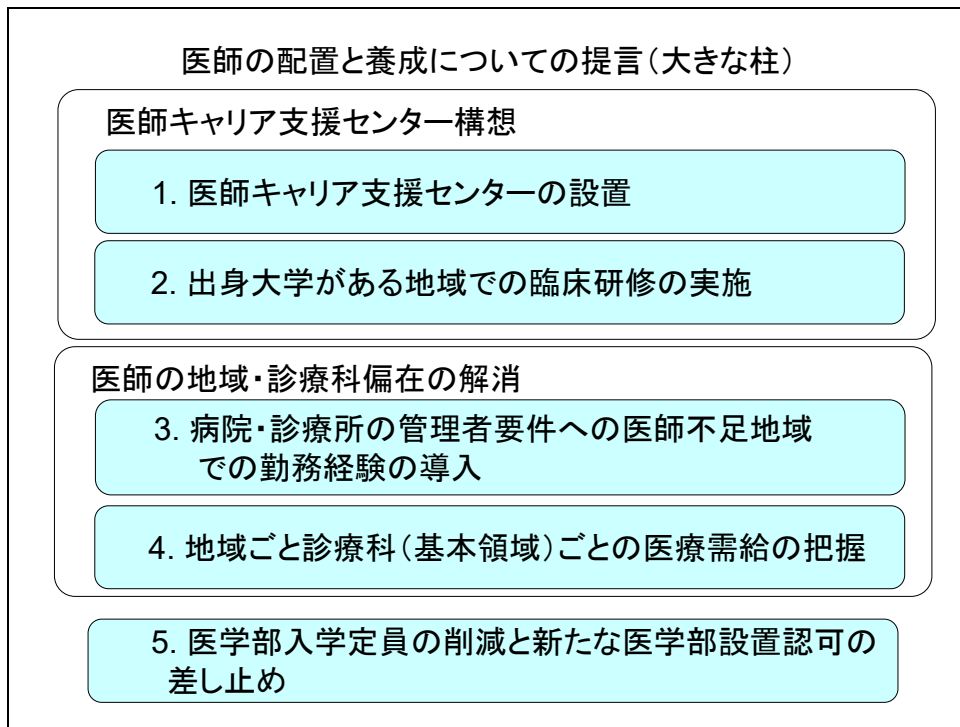 医師の配置と養成についての提言（大きな柱）
医師キャリア支援センター構想
1. 医師キャリア支援センターの設置
2. 出身大学がある地域での臨床研修の実施
医師の地域・診療科偏在の解消
3. 病院・診療所の管理者要件への医師不足地域
での勤務経験の導入
4. 地域ごと診療科（基本領域）ごとの医療需給の把握
5. 医学部入学定員の削減と新たな医学部設置認可の
差し止め